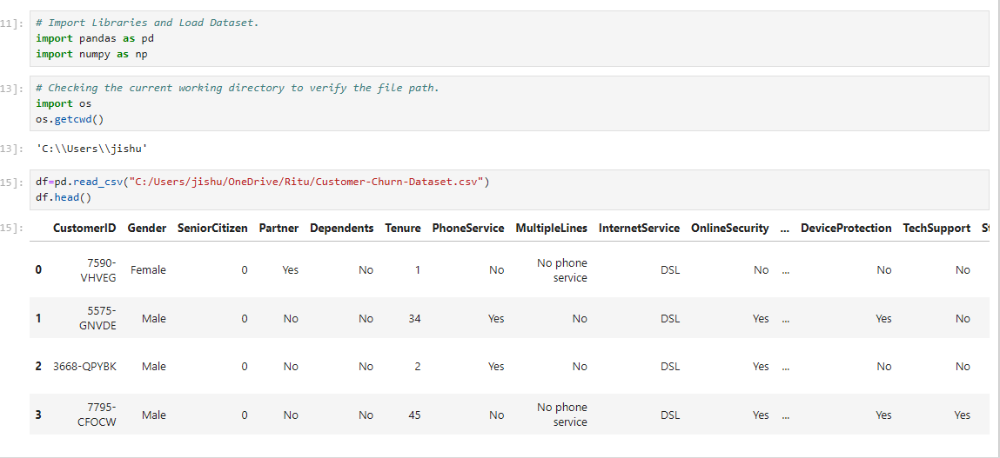 11]: # Import Libraries and Load Dataset.
import pandas as pd
import numpy as np
13]: # Checking the current working directory to verify the file path.
import os
os.getcwd()
13]: 'C:\\Users\\jishu'
15]: df=pd.read_csv("C:/Users/jishu/OneDrive/Ritu/Customer-Churn-Dataset.csv")
df.head()
15]: CustomerID Gender SeniorCitizen Partner Dependents Tenure PhoneService MultipleLines InternetService OnlineSecurity ... DeviceProtection TechSupport St
0 7590-VHVEG Female 0 Yes No 1 No No phone service DSL No ... No No
1 5575-GNVDE Male 0 No No 34 Yes No DSL Yes ... Yes No
2 3668-QPYBK Male 0 No No 2 Yes No DSL Yes ... No No
3 7795-CFOCW Male 0 No No 45 No No phone service DSL Yes ... Yes Yes